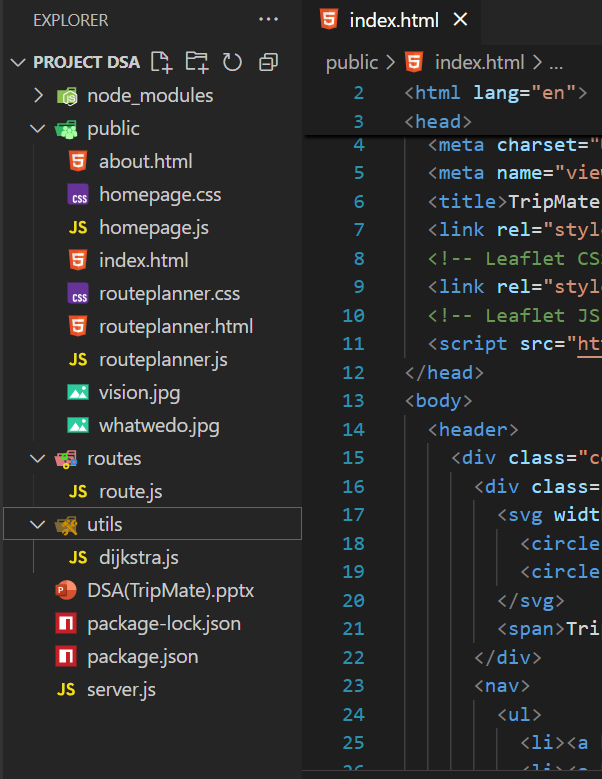 EXPLORER
PROJECT DSA
node_modules
public
about.html
homepage.css
homepage.js
index.html
routeplanner.css
routeplanner.html
routeplanner.js
vision.jpg
whatwedo.jpg
routes
route.js
utils
dijkstra.js
DSA(TripMate).pptx
package-lock.json
package.json
server.js
index.html
public > index.html > ...
2 <html lang="en">
3 <head>
4 <meta charset="
5 <meta name="vie
6 <title>TripMate
7 <link rel="styl
8 <!-- Leaflet CS
9 <link rel="styl
10 <!-- Leaflet JS
11 <script src="ht
12 </head>
13 <body>
14 <header>
15 <div class="c
16 <div class=
17 <svg widt
18 <circle
19 <circle
20 </svg>
21 <span>Tri
22 </div>
23 <nav>
24 <ul>
25 <li><a
26 <li><a